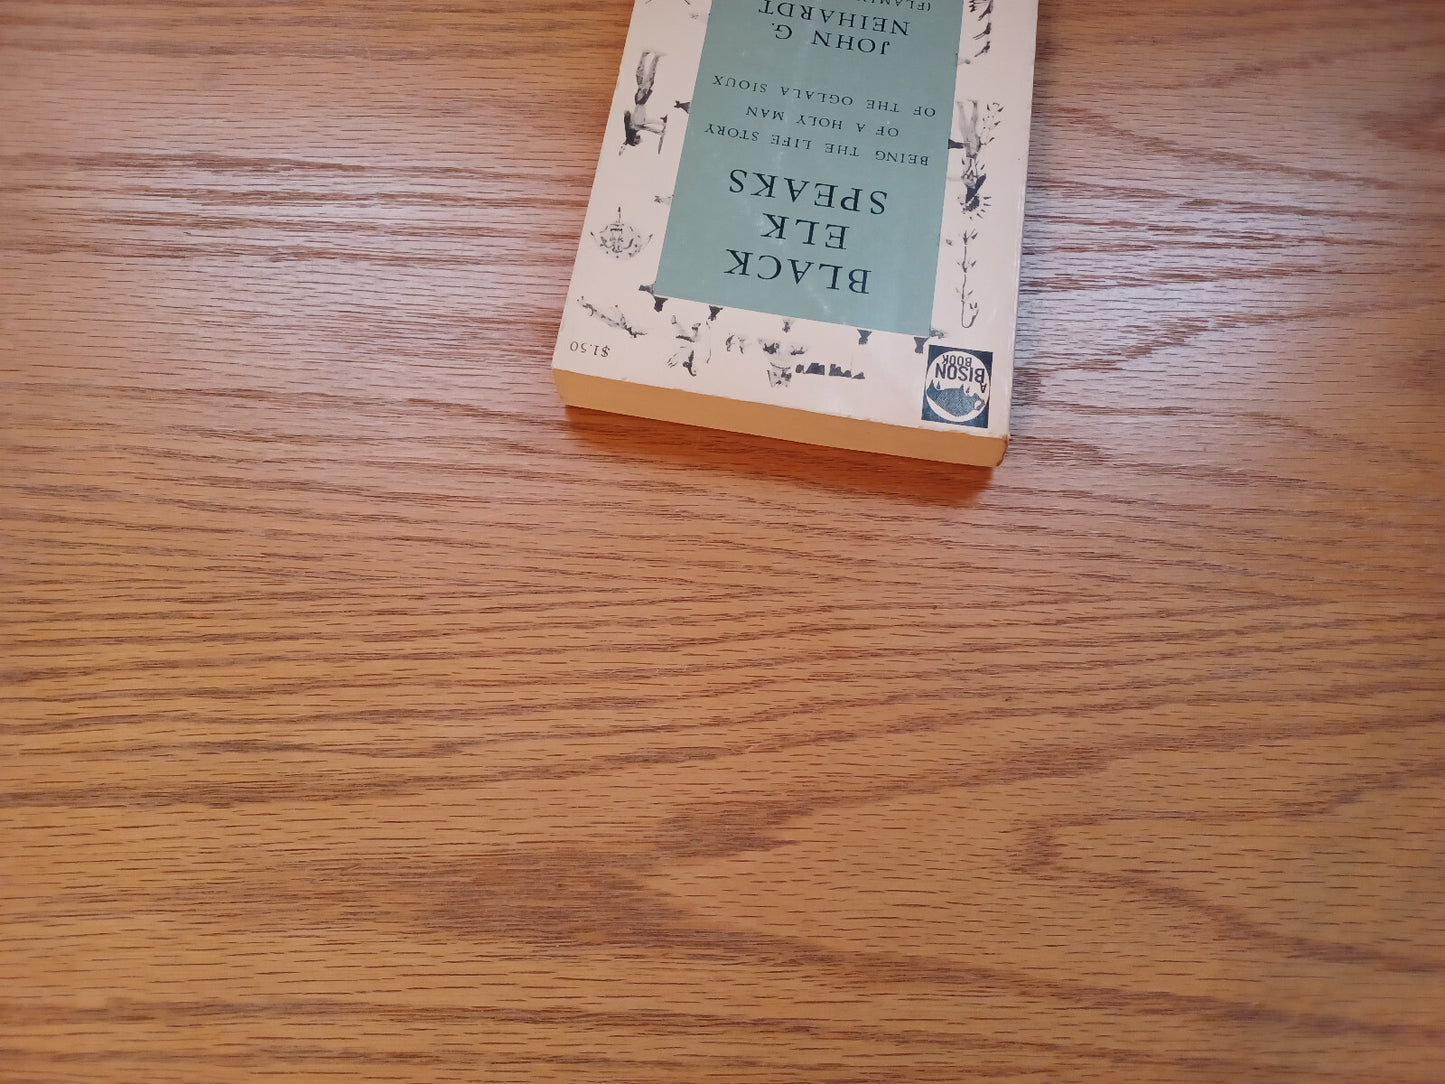 A
BISON
BOOK
$1.50
BLACK
ELK
SPEAKS
BEING THE LIFE STORY
OF A HOLY MAN
OF THE OGLALA SIOUX
JOHN G.
NEIHARDT